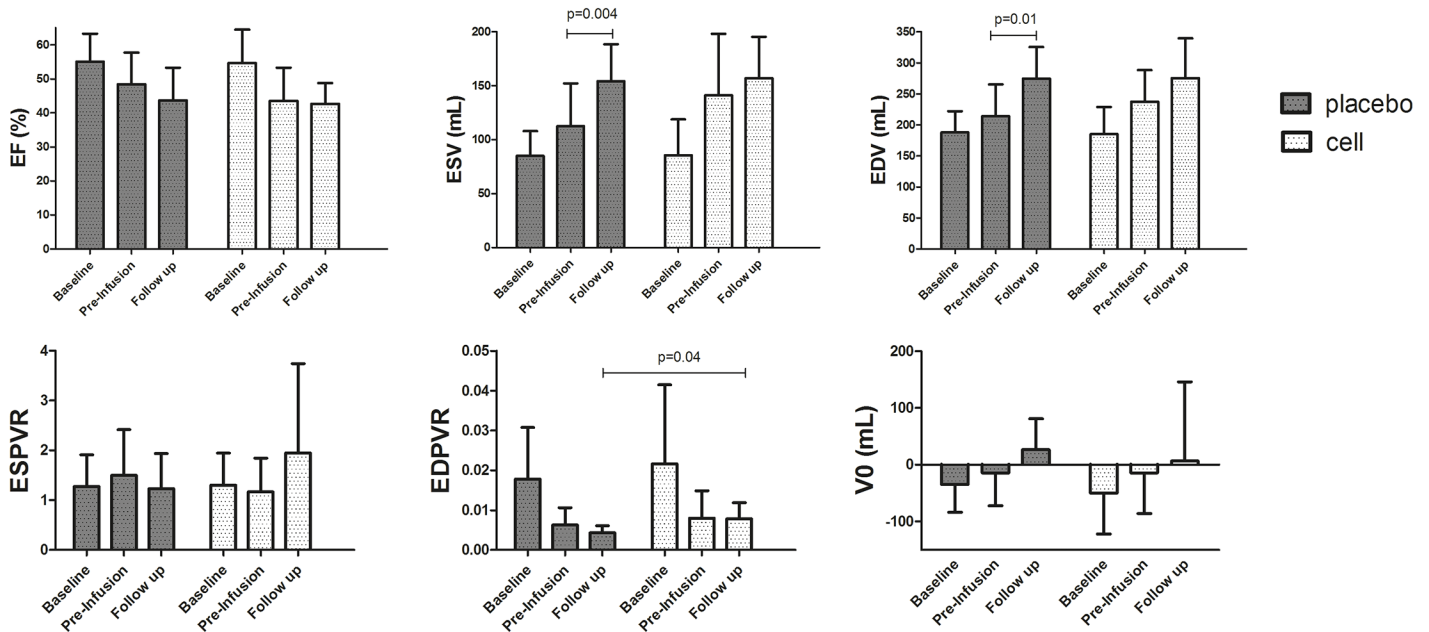 p=0.004
p=0.01
EF (%)
60
50
40
30
20
10
0
Baseline
Pre-Infusion
Follow up
Baseline
Pre-Infusion
Follow up
ESV (mL)
200
150
100
50
0
Baseline
Pre-Infusion
Follow up
Baseline
Pre-Infusion
Follow up
EDV (mL)
350
300
250
200
150
100
50
0
Baseline
Pre-Infusion
Follow up
Baseline
Pre-Infusion
Follow up
placebo
cell
ESPVR
4
3
2
1
0
Baseline
Pre-Infusion
Follow up
Baseline
Pre-Infusion
Follow up
EDPVR
p=0.04
0.05
0.04
0.03
0.02
0.01
0.00
Baseline
Pre-Infusion
Follow up
Baseline
Pre-Infusion
Follow up
V0 (mL)
200
100
0
-100
Baseline
Pre-Infusion
Follow up
Baseline
Pre-Infusion
Follow up